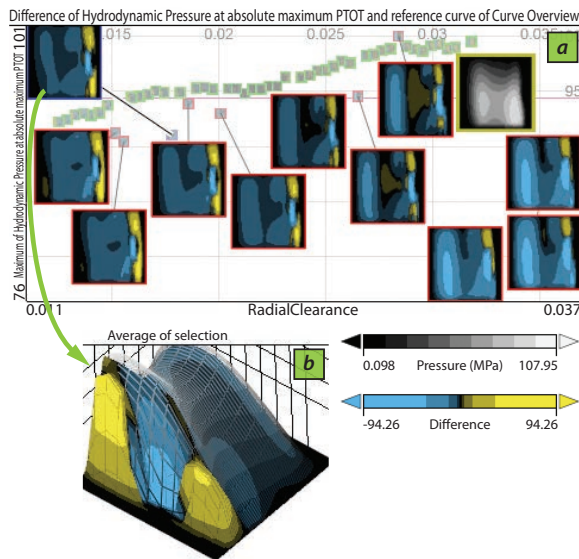 Difference of Hydrodynamic Pressure at absolute maximum PTOT and reference curve of Curve Overview
101
0.015
0.02
0.03
0.035
a
95
Maximum of Hydrodynamic Pressure at absolute maximum PTOT
76
0.011
RadialClearance
0.037
Average of selection
b
0.098
Pressure (MPa)
107.95
-94.26
Difference
94.26